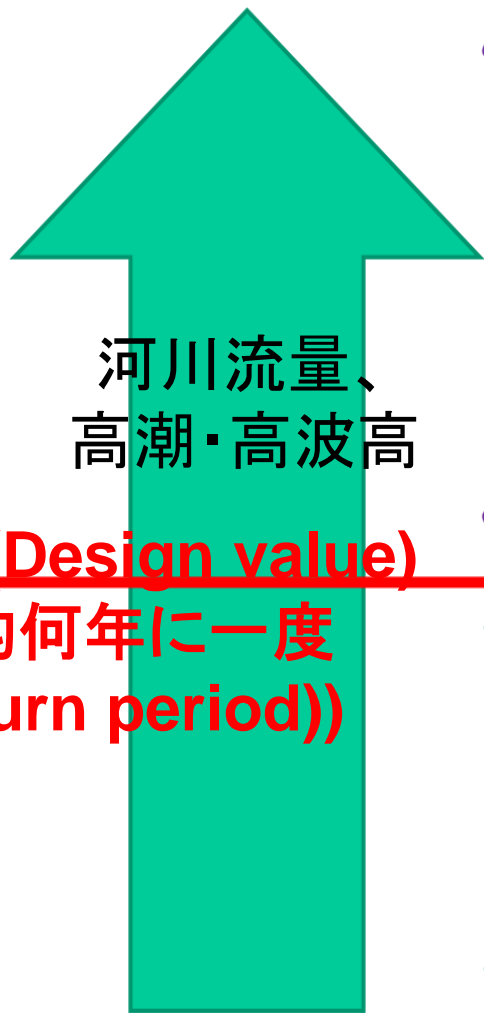 河川流量、
高潮・高波高
(Design value)
何年に一度
urn period))